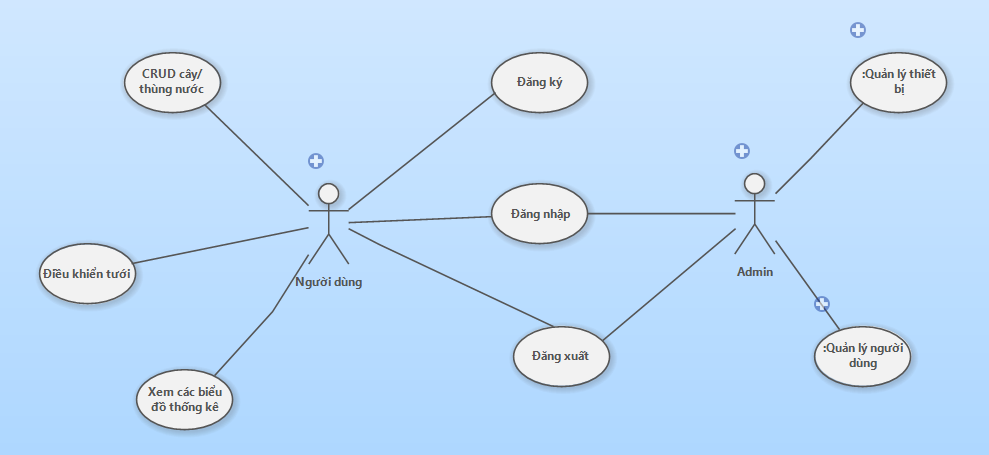 CRUD cây/
thùng nước
Đăng ký
:Quản lý thiết
bị
Đăng nhập
Điều khiển tưới
Người dùng
Admin
Đăng xuất
:Quản lý người
dùng
Xem các biểu
đồ thống kê